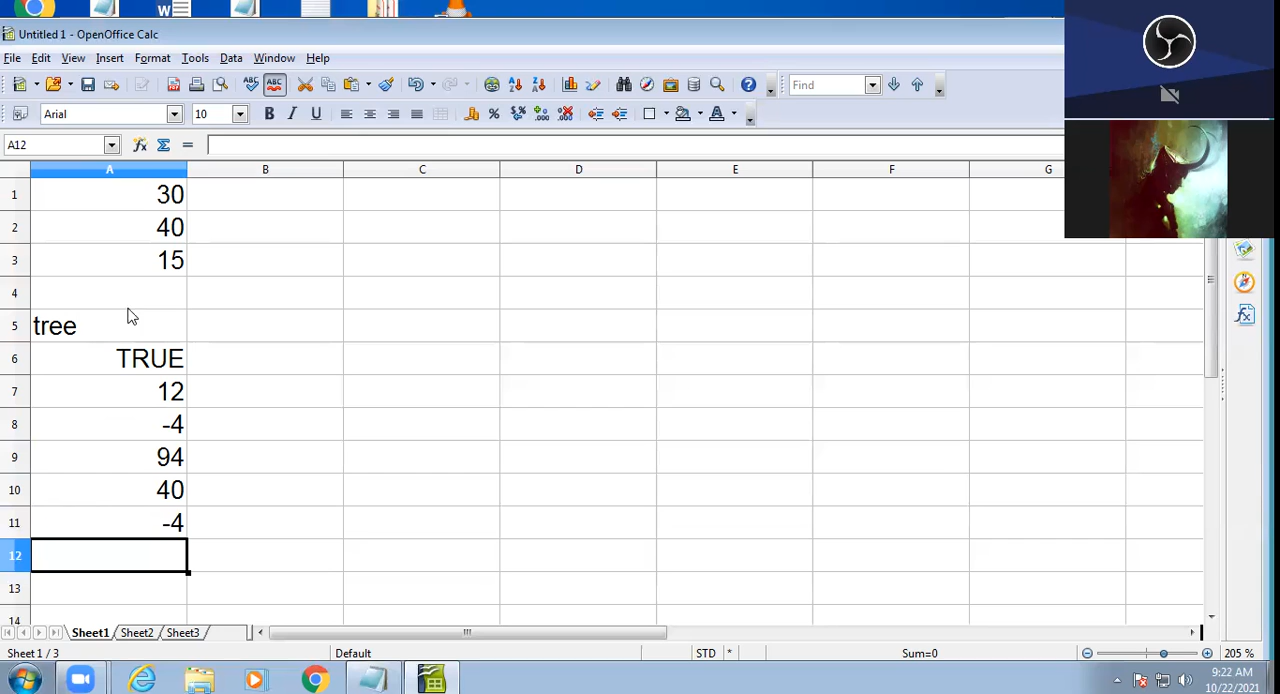 Untitled 1 - OpenOffice Calc
File Edit View Insert Format Tools Data Window Help
ABC ABC Find
Arial 10 B I U
A12
A B C D E F G
1 30
2 40
3 15
4
5 tree
6 TRUE
7 12
8 -4
9 94
10 40
11 -4
12
13
14
Sheet1 Sheet2 Sheet3
Sheet 1 / 3 Default STD * Sum=0 205 %
9:22 AM
10/22/2021